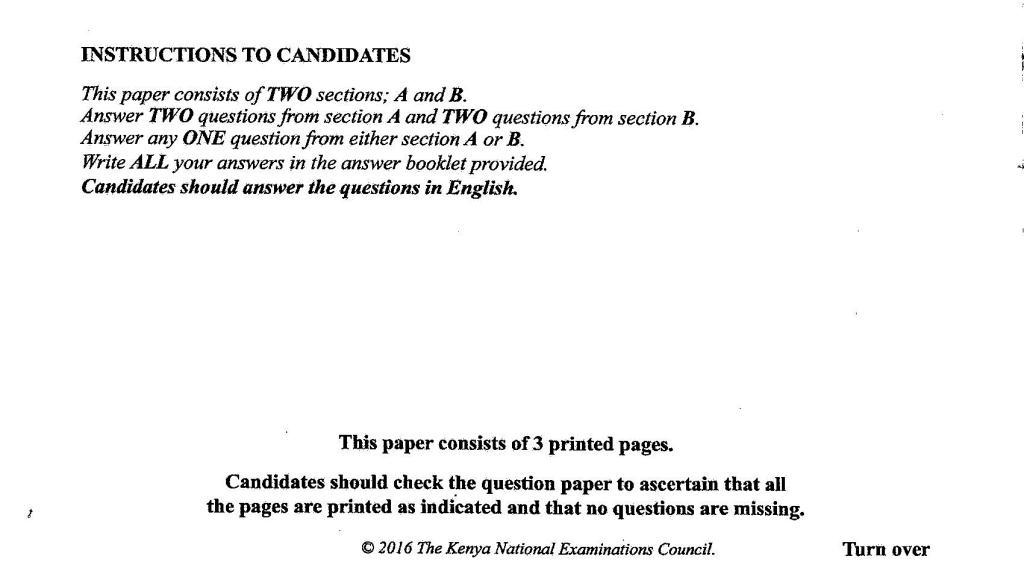 INSTRUCTIONS TO CANDIDATES
This paper consists of TWO sections; A and B.
Answer TWO questions from section A and TWO questions from section B.
Answer any ONE question from either section A or B.
Write ALL your answers in the answer booklet provided.
Candidates should answer the questions in English.
This paper consists of 3 printed pages.
Candidates should check the question paper to ascertain that all
the pages are printed as indicated and that no questions are missing.
© 2016 The Kenya National Examinations Council.
Turn over